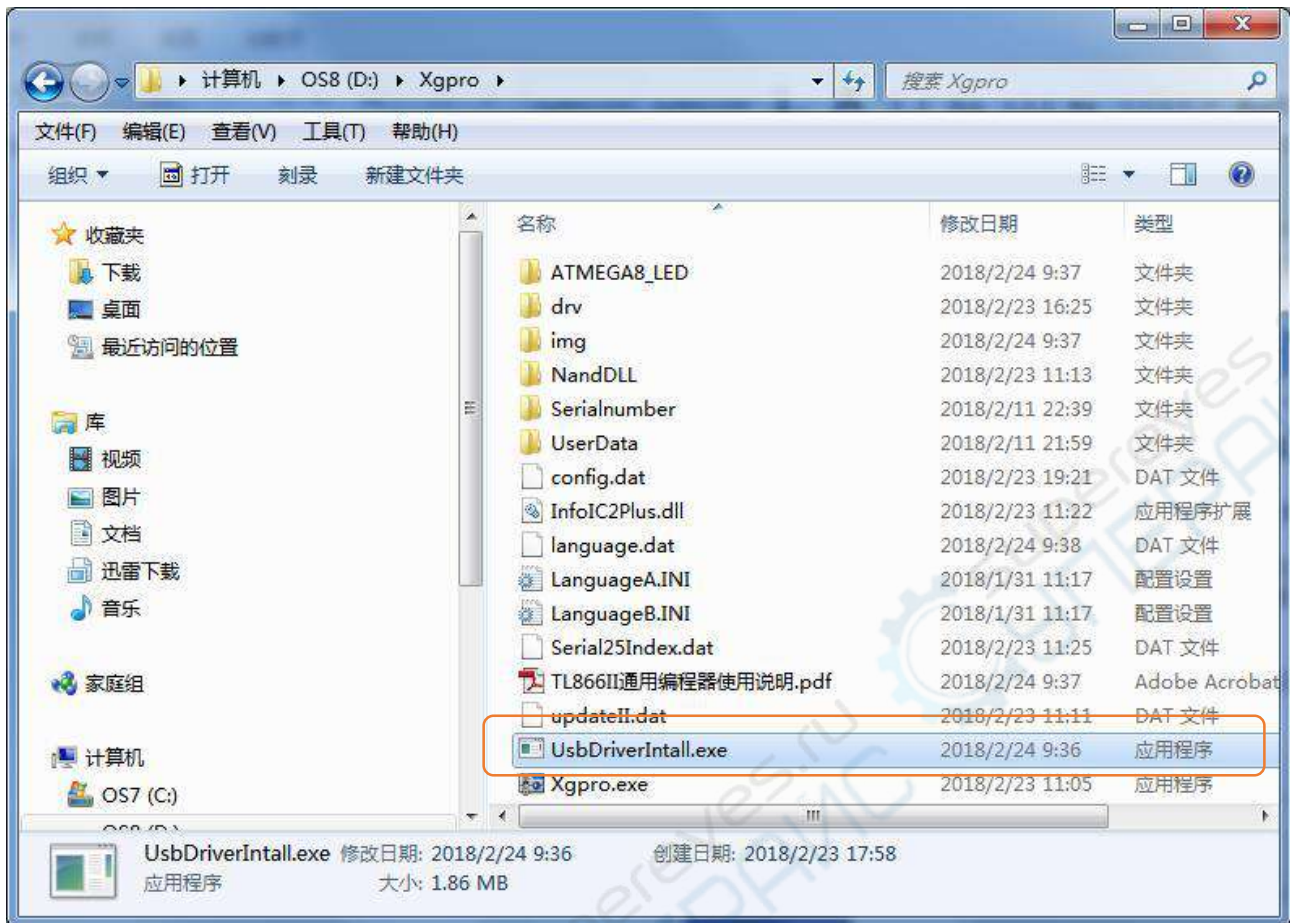 计算机 OS8 (D:) Xgpro 搜索 Xgpro
文件(F) 编辑(E) 查看(V) 工具(T) 帮助(H)
组织 打开 刻录 新建文件夹
收藏夹
下载
桌面
最近访问的位置
库
视频
图片
文档
迅雷下载
音乐
家庭组
计算机
OS7 (C:)
名称 修改日期 类型
ATMEGA8_LED 2018/2/24 9:37 文件夹
drv 2018/2/23 16:25 文件夹
img 2018/2/24 9:37 文件夹
NandDLL 2018/2/23 11:13 文件夹
Serialnumber 2018/2/11 22:39 文件夹
UserData 2018/2/11 21:59 文件夹
config.dat 2018/2/23 19:21 DAT 文件
InfoIC2Plus.dll 2018/2/23 11:22 应用程序扩展
language.dat 2018/2/24 9:38 DAT 文件
LanguageA.INI 2018/1/31 11:17 配置设置
LanguageB.INI 2018/1/31 11:17 配置设置
Serial25Index.dat 2018/2/23 11:25 DAT 文件
TL866II通用编程器使用说明.pdf 2018/2/24 9:37 Adobe Acrobat
updateII.dat 2018/2/23 11:11 DAT 文件
UsbDriverIntall.exe 2018/2/24 9:36 应用程序
Xgpro.exe 2018/2/23 11:05 应用程序
UsbDriverIntall.exe 修改日期: 2018/2/24 9:36 创建日期: 2018/2/23 17:58
应用程序 大小: 1.86 MB